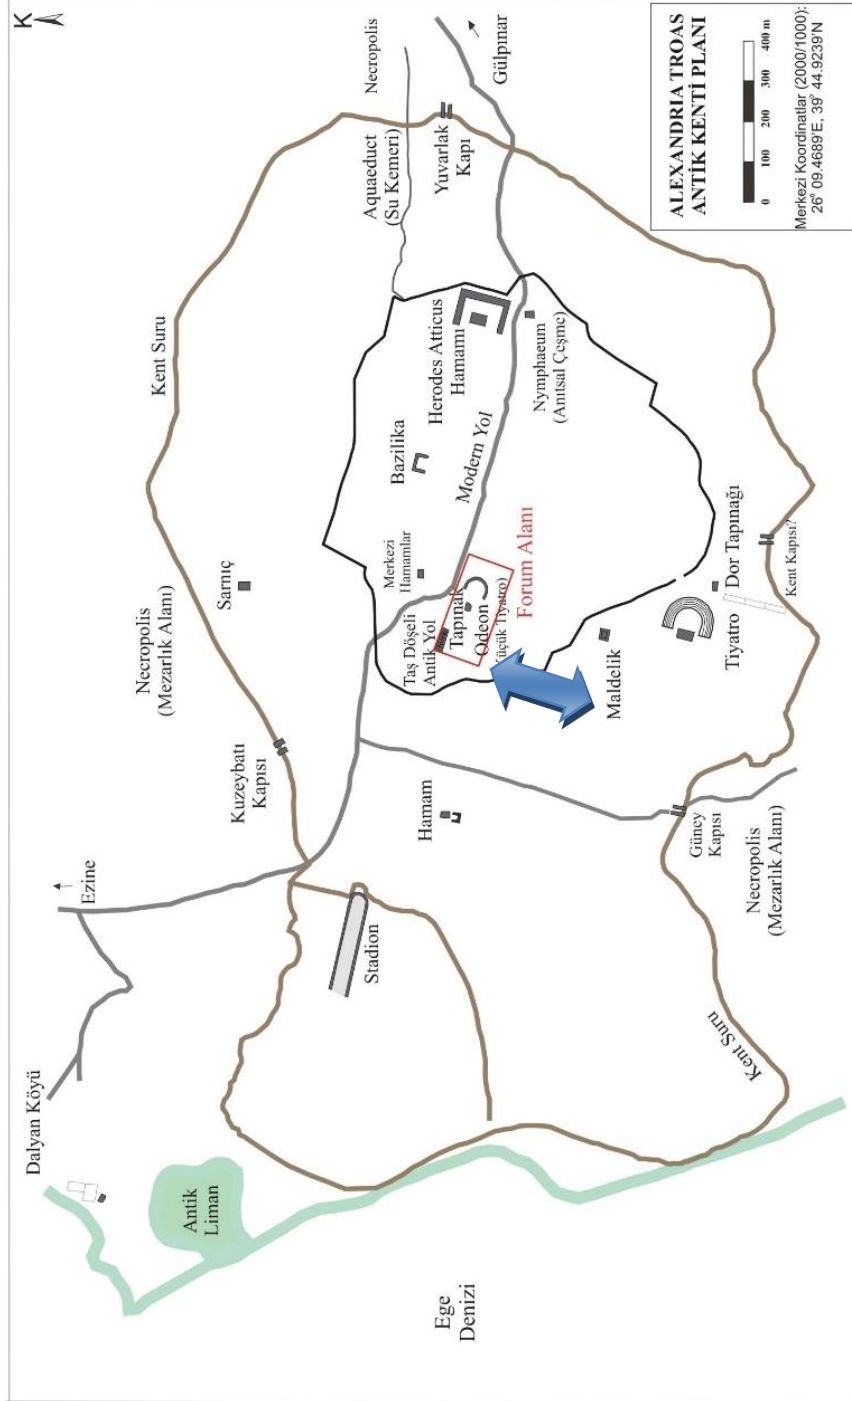 K
Dalyan Köyü
Ezine
Necropolis
(Mezarlık Alanı)
Kent Suru
Antik
Liman
Kuzeybatı
Kapısı
Sarnıç
Necropolis
Aquaeduct
(Su Kemeri)
Stadion
Merkezi
Hamamlar
Bazilika
Yuvarlak
Kapı
Gülpınar
Hamam
Taş Döşeli
Antik Yol
Tapınak
Odeon
üçük Tiyatro)
Forum Alanı
Modern Yol
Herodes Atticus
Hamamı
Nymphaeum
(Anıtsal Çeşme)
Ege
Denizi
Maldelik
Güney
Kapısı
Kent Suru
Necropolis
(Mezarlık Alanı)
Tiyatro
Dor Tapınağı
Kent Kapısı?
ALEXANDRIA TROAS
ANTİK KENTİ PLANI
0 100 200 300 400 m
Merkezi Koordinatlar (2000/1000):
26° 09.4689'E, 39° 44.9239'N